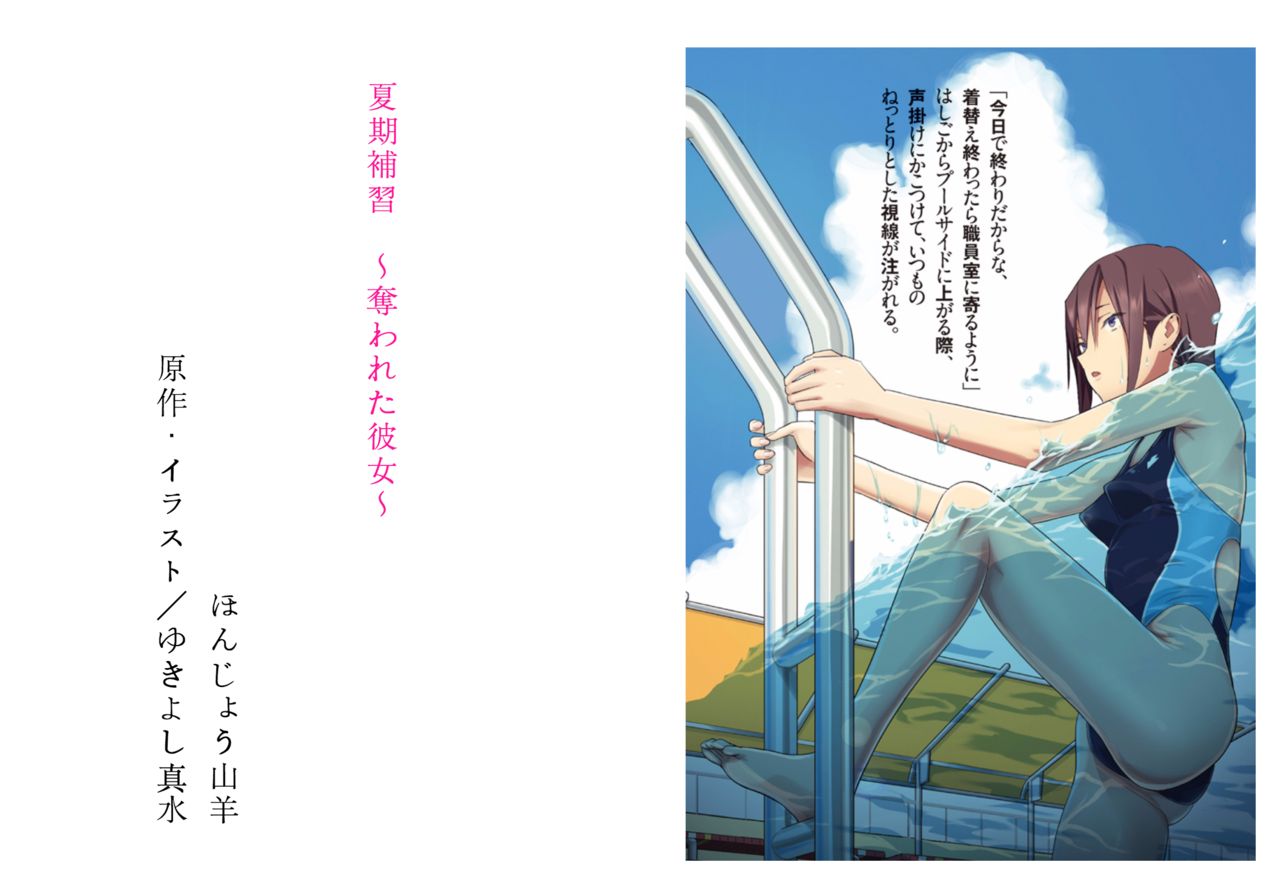 「今日で終わりだからな、
着替え終わったら職員室に寄るように」
はしごからプールサイドに上がる際、
声掛けにかこつけて、いつもの
ねっとりとした視線が注がれる。
夏期補習 ～奪われた彼女～
ほんじょう山羊
原作・イラスト／ゆきよし真水